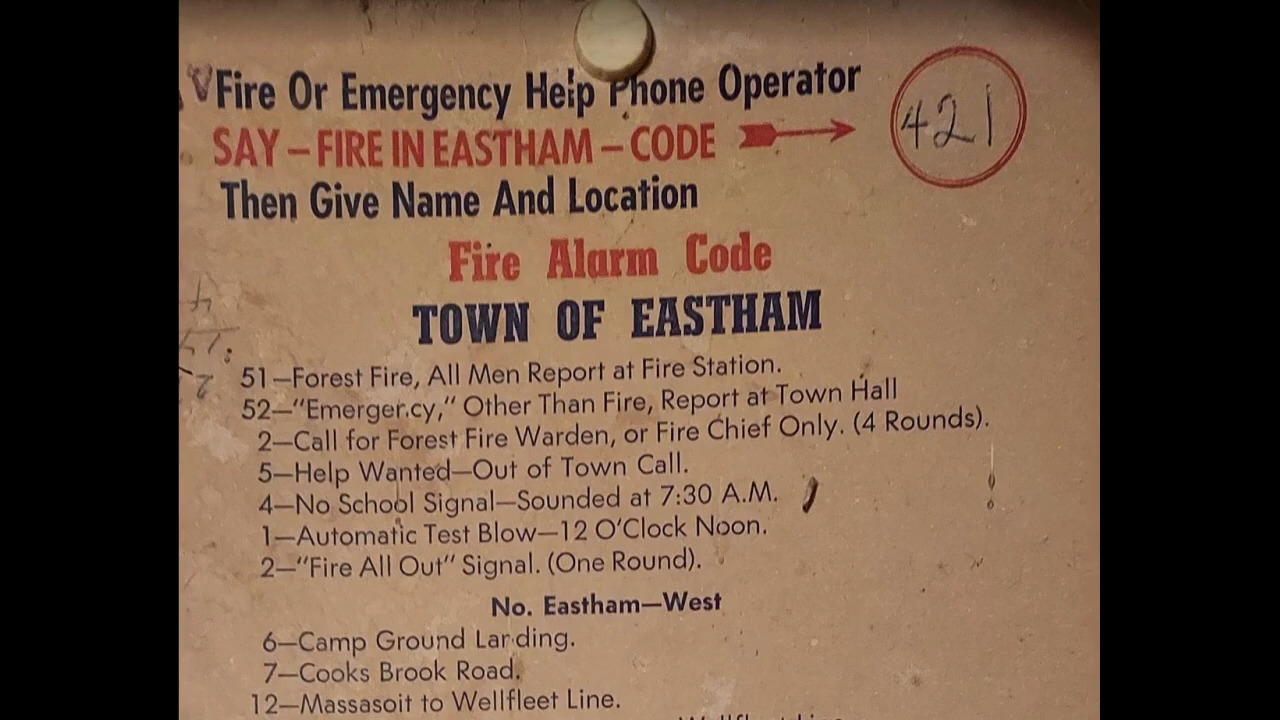 Fire Or Emergency Help Phone Operator
SAY – FIRE IN EASTHAM – CODE
421
Then Give Name And Location
Fire Alarm Code
TOWN OF EASTHAM
51—Forest Fire, All Men Report at Fire Station.
52—"Emergency," Other Than Fire, Report at Town Hall
2—Call for Forest Fire Warden, or Fire Chief Only. (4 Rounds).
5—Help Wanted—Out of Town Call.
4—No School Signal—Sounded at 7:30 A.M.
1—Automatic Test Blow—12 O'Clock Noon.
2—"Fire All Out" Signal. (One Round).
No. Eastham—West
6—Camp Ground Landing.
7—Cooks Brook Road.
12—Massasoit to Wellfleet Line.